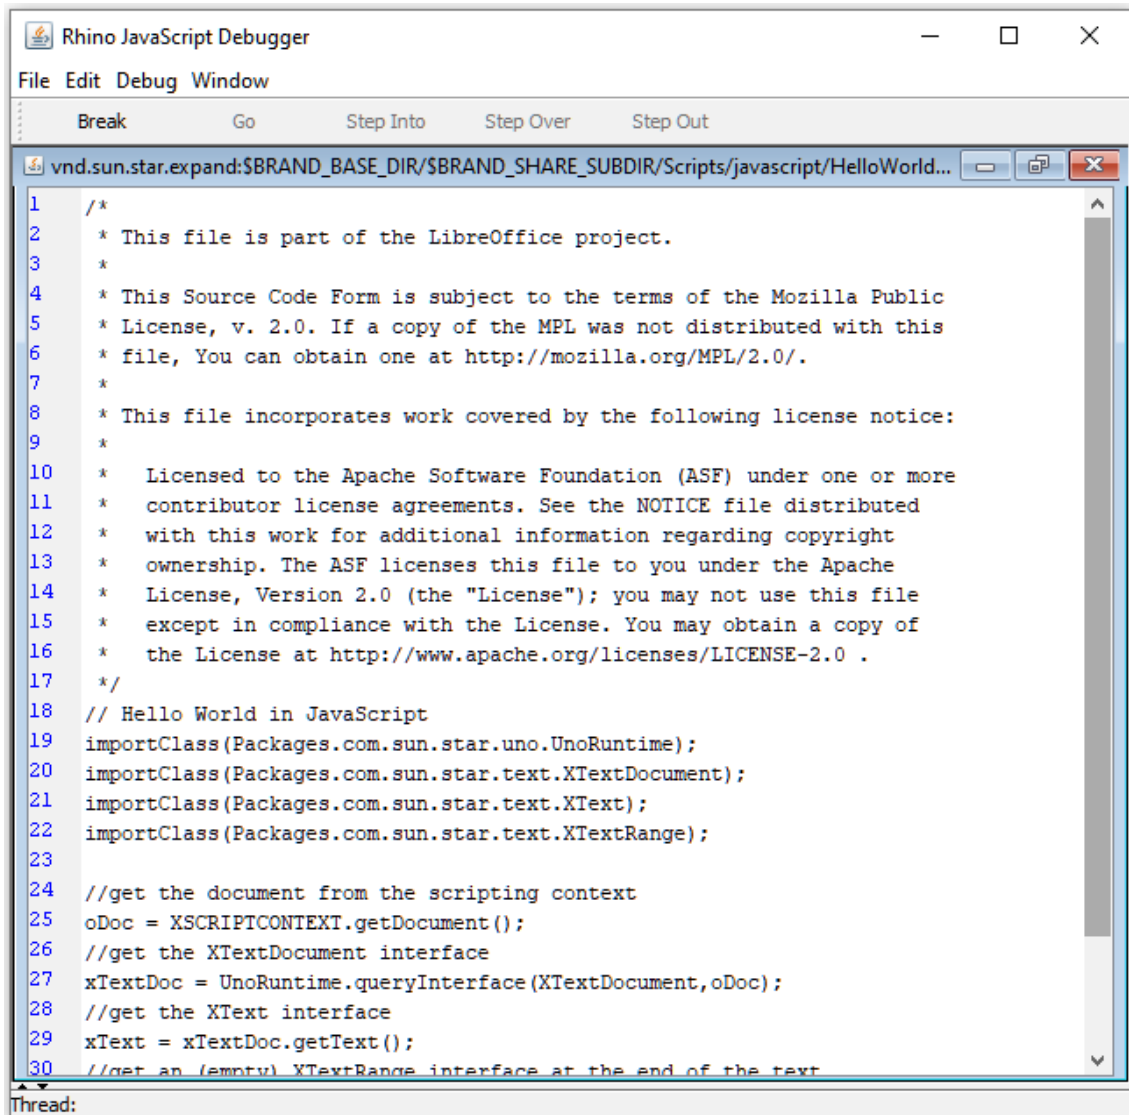 Rhino JavaScript Debugger
File Edit Debug Window
Break Go Step Into Step Over Step Out
vnd.sun.star.expand:$BRAND_BASE_DIR/$BRAND_SHARE_SUBDIR/Scripts/javascript/HelloWorld...
1 /*
2  * This file is part of the LibreOffice project.
3  *
4  * This Source Code Form is subject to the terms of the Mozilla Public
5  * License, v. 2.0. If a copy of the MPL was not distributed with this
6  * file, You can obtain one at http://mozilla.org/MPL/2.0/.
7  *
8  * This file incorporates work covered by the following license notice:
9  *
10  *   Licensed to the Apache Software Foundation (ASF) under one or more
11  *   contributor license agreements. See the NOTICE file distributed
12  *   with this work for additional information regarding copyright
13  *   ownership. The ASF licenses this file to you under the Apache
14  *   License, Version 2.0 (the "License"); you may not use this file
15  *   except in compliance with the License. You may obtain a copy of
16  *   the License at http://www.apache.org/licenses/LICENSE-2.0 .
17  */
18 // Hello World in JavaScript
19 importClass(Packages.com.sun.star.uno.UnoRuntime);
20 importClass(Packages.com.sun.star.text.XTextDocument);
21 importClass(Packages.com.sun.star.text.XText);
22 importClass(Packages.com.sun.star.text.XTextRange);
23
24 //get the document from the scripting context
25 oDoc = XSCRIPTCONTEXT.getDocument();
26 //get the XTextDocument interface
27 xTextDoc = UnoRuntime.queryInterface(XTextDocument,oDoc);
28 //get the XText interface
29 xText = xTextDoc.getText();
30 //get an (empty) XTextRange interface at the end of the text
Thread: